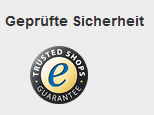 Geprüfte Sicherheit
TRUSTED SHOPS
e
GUARANTEE